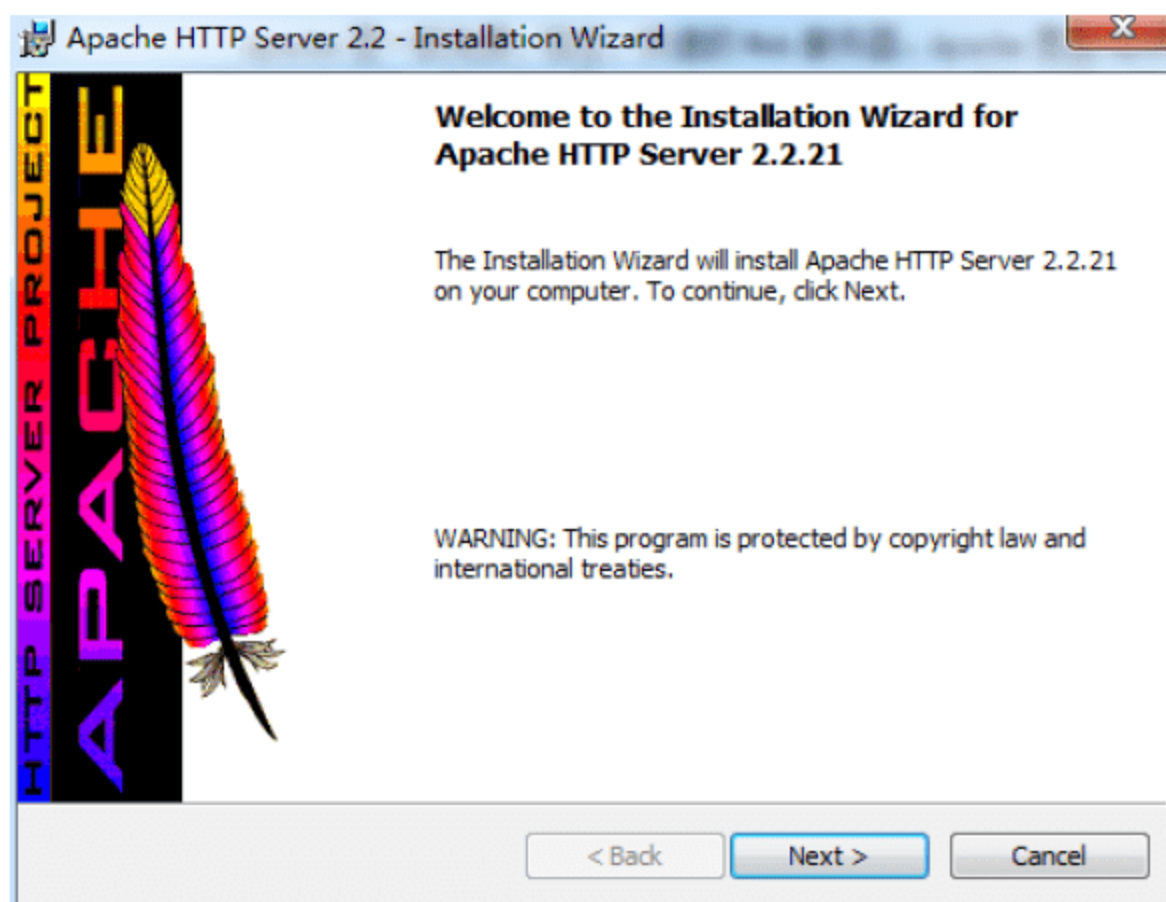 Apache HTTP Server 2.2 - Installation Wizard
X
HTTP SERVER PROJECT
APACHE
Welcome to the Installation Wizard for
Apache HTTP Server 2.2.21
The Installation Wizard will install Apache HTTP Server 2.2.21
on your computer. To continue, click Next.
WARNING: This program is protected by copyright law and
international treaties.
< Back
Next >
Cancel